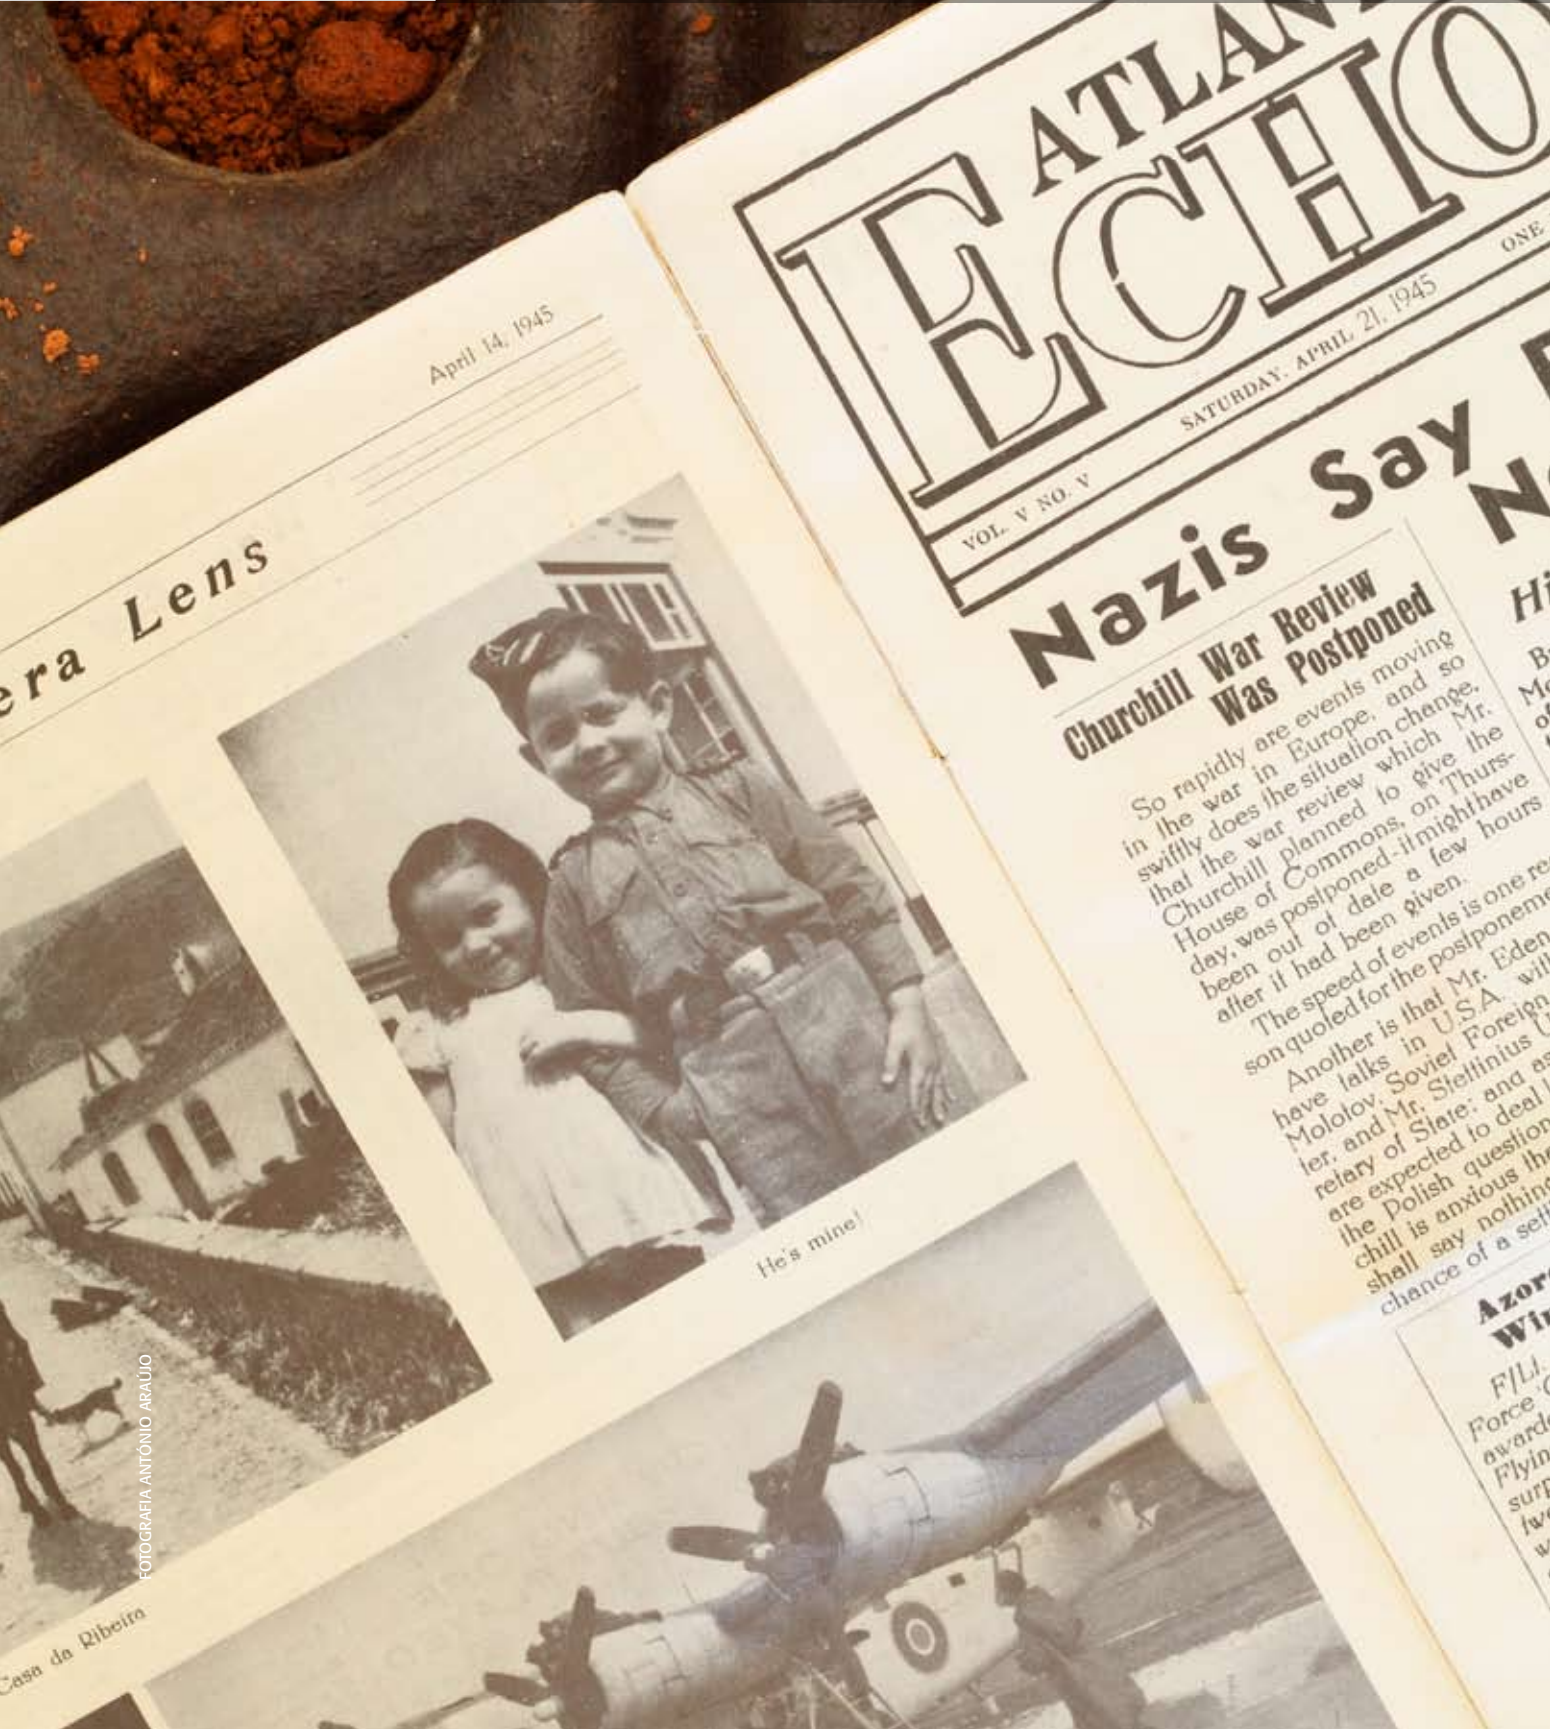 April 14, 1945
Lens
He's mine!
Casa da Ribeira
FOTOGRAFIA ANTÓNIO ARAÚJO
ECHO
VOL. V NO. V
SATURDAY, APRIL 21, 1945
ONE
Nazis Say
Churchill War Review
Was Postponed
So rapidly are events moving
in the war in Europe, and so
swiftly does the situation change,
that the war review which Mr.
Churchill planned to give the
House of Commons, on Thurs-
day, was postponed-it might have
been out of date a few hours
after it had been given.
The speed of events is one rea
son quoted for the postponeme
Another is that Mr. Eden
have talks in U.S.A. with
Molotov, Soviet Foreign
ter, and Mr. Stettinius U
retary of State: and as
are expected to deal
the Polish question
chill is anxious
shall say nothing
chance of a
F/Lt.
Force